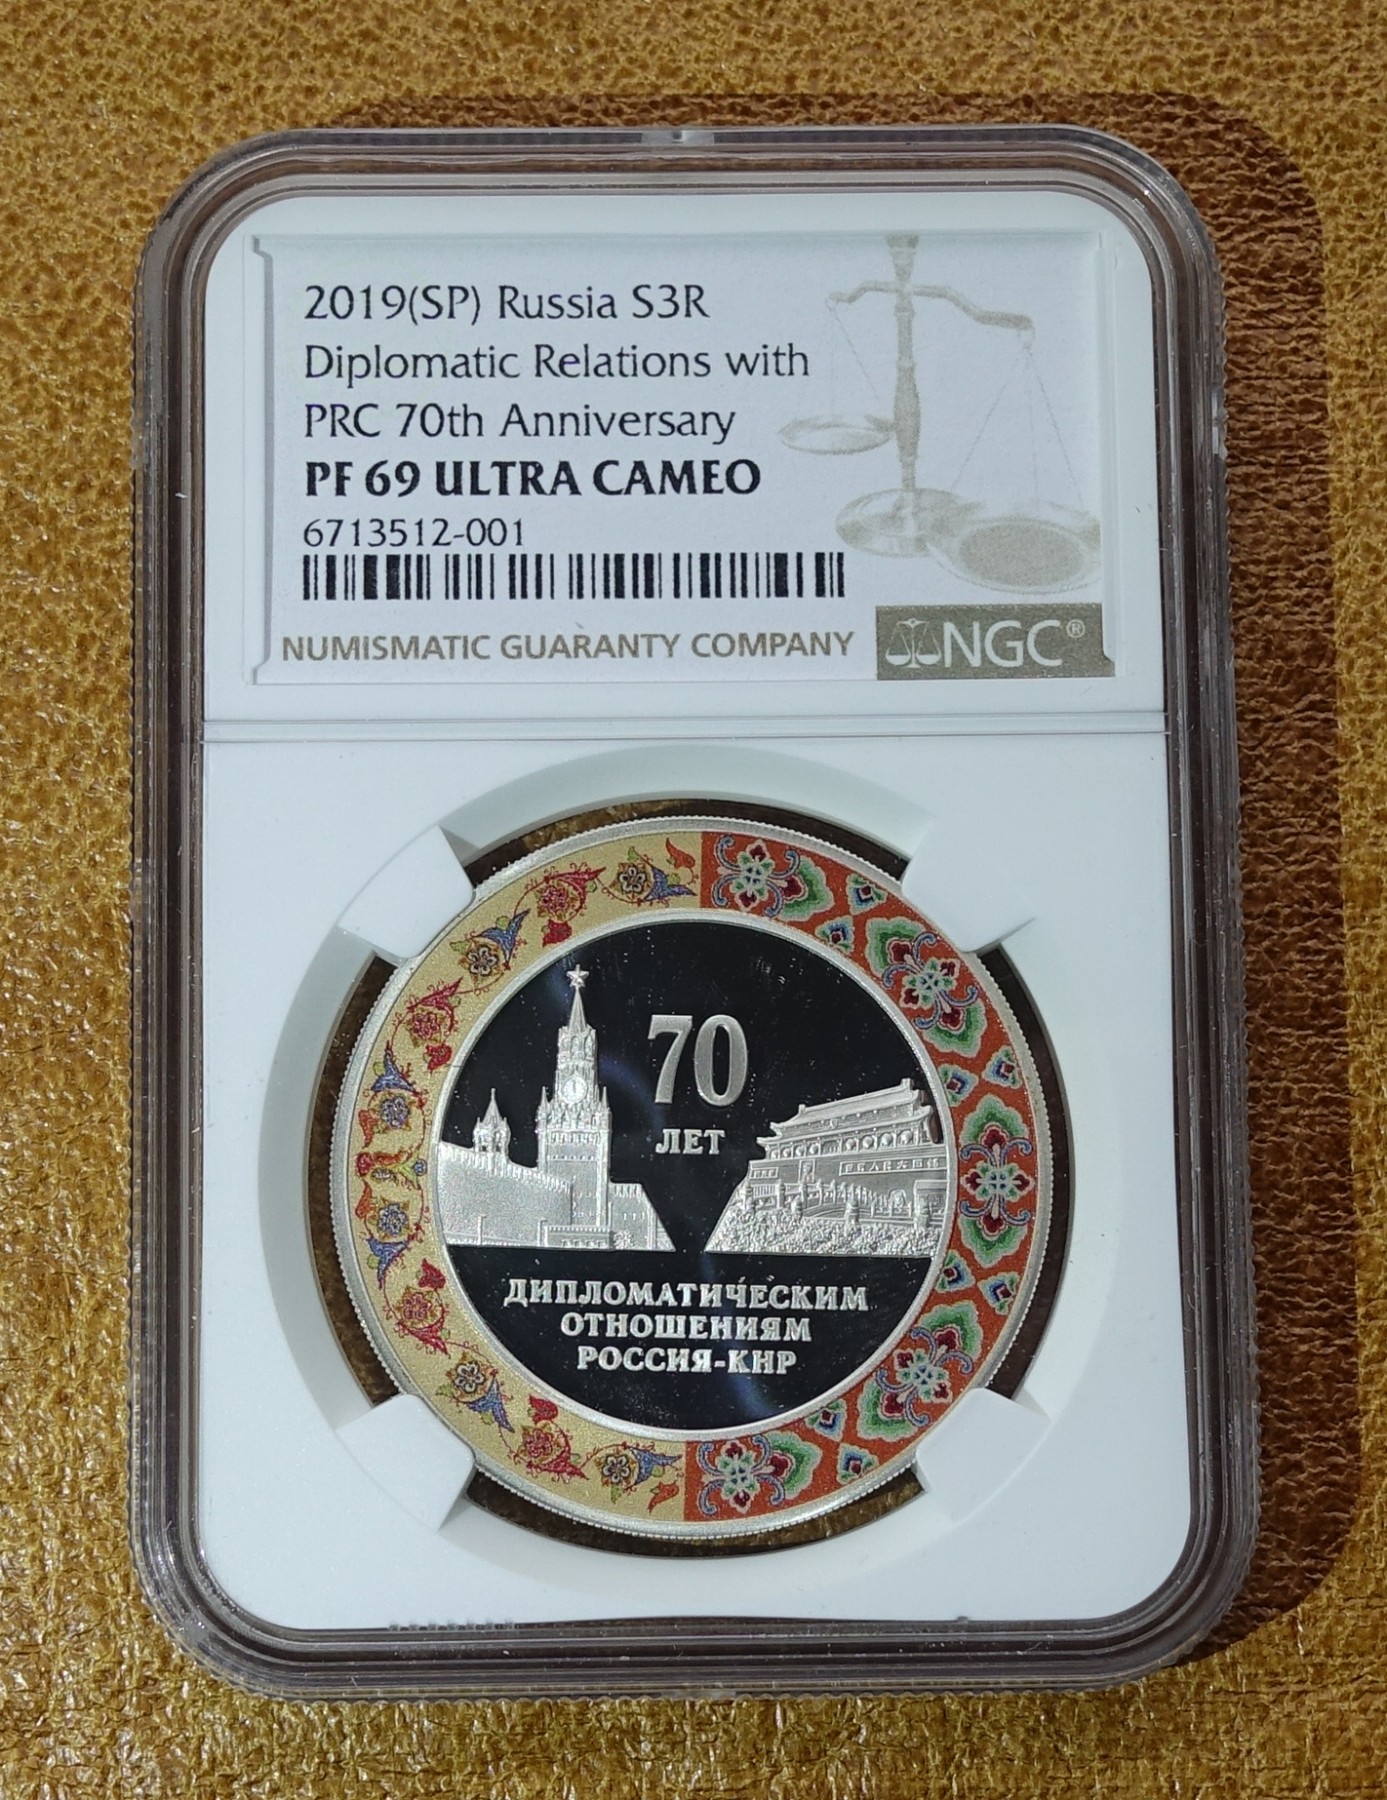 2019(SP) Russia S3R
Diplomatic Relations with
PRC 70th Anniversary
PF 69 ULTRA CAMEO
6713512-001
NUMISMATIC GUARANTY COMPANY
NGC®
70
ЛЕТ
ДИПЛОМАТИЧЕСКИМ
ОТНОШЕНИЯМ
РОССИЯ-КНР